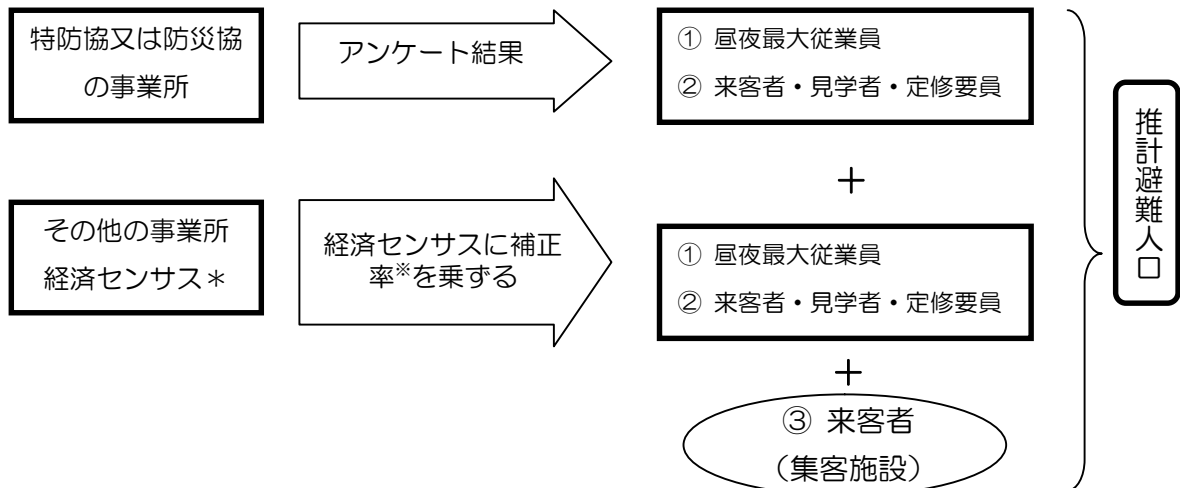 特防協又は防災協
の事業所
アンケート結果
① 昼夜最大従業員
② 来客者・見学者・定修要員
＋
その他の事業所
経済センサス＊
経済センサスに補正
率※を乗ずる
① 昼夜最大従業員
② 来客者・見学者・定修要員
＋
③ 来客者
（集客施設）
推計避難人口